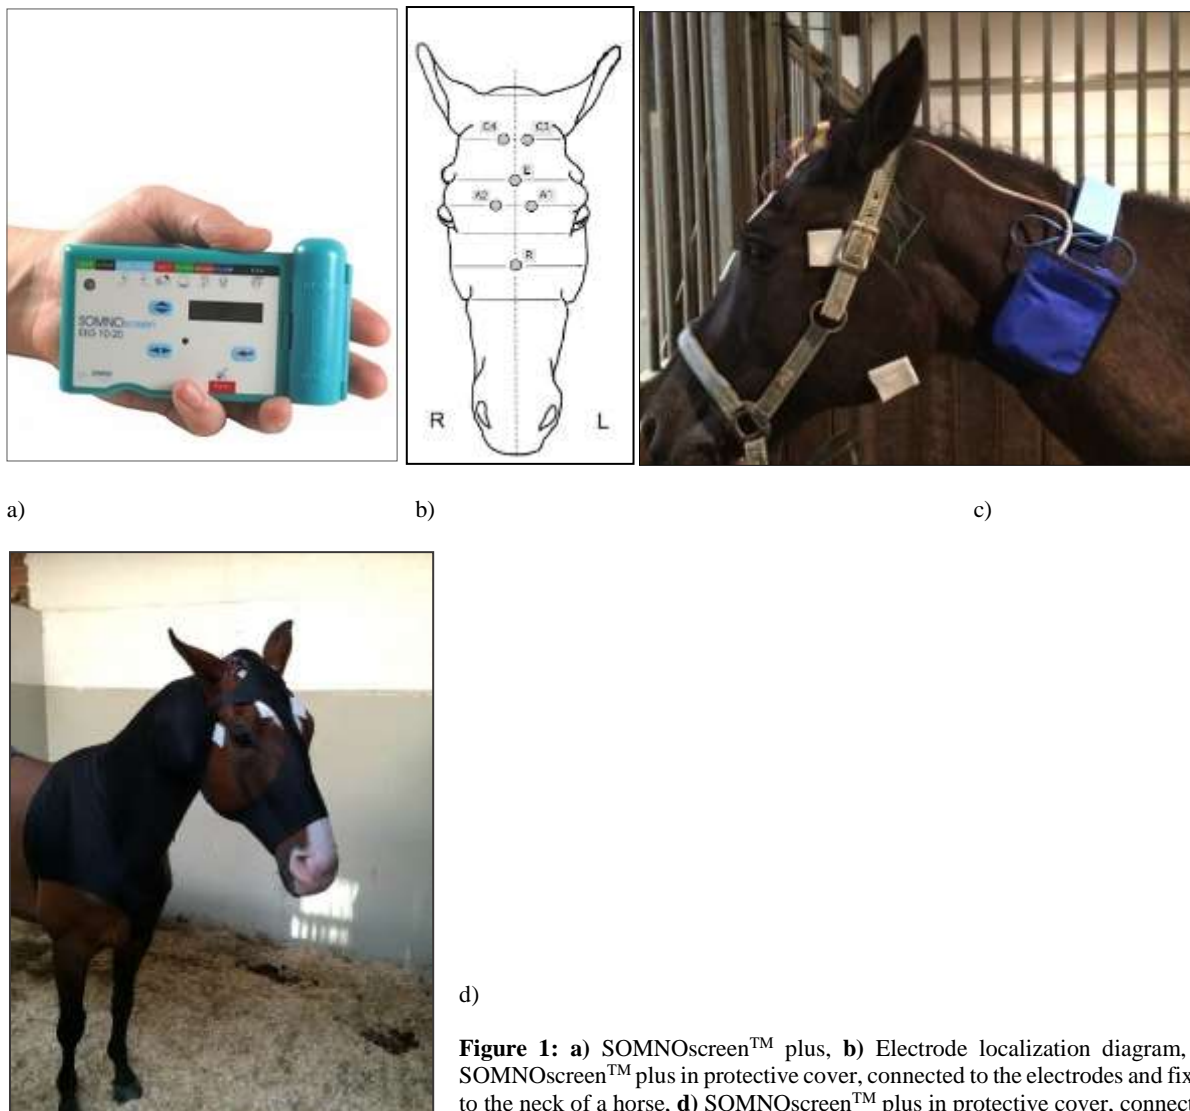 SOMNOscreen
EEG 10-20
C4
C3
L
A2
A1
R
R
L
a)
b)
c)
d)
Figure 1: a) SOMNOscreen™ plus, b) Electrode localization diagram,
SOMNOscreen™ plus in protective cover, connected to the electrodes and fix
to the neck of a horse, d) SOMNOscreen™ plus in protective cover, connect